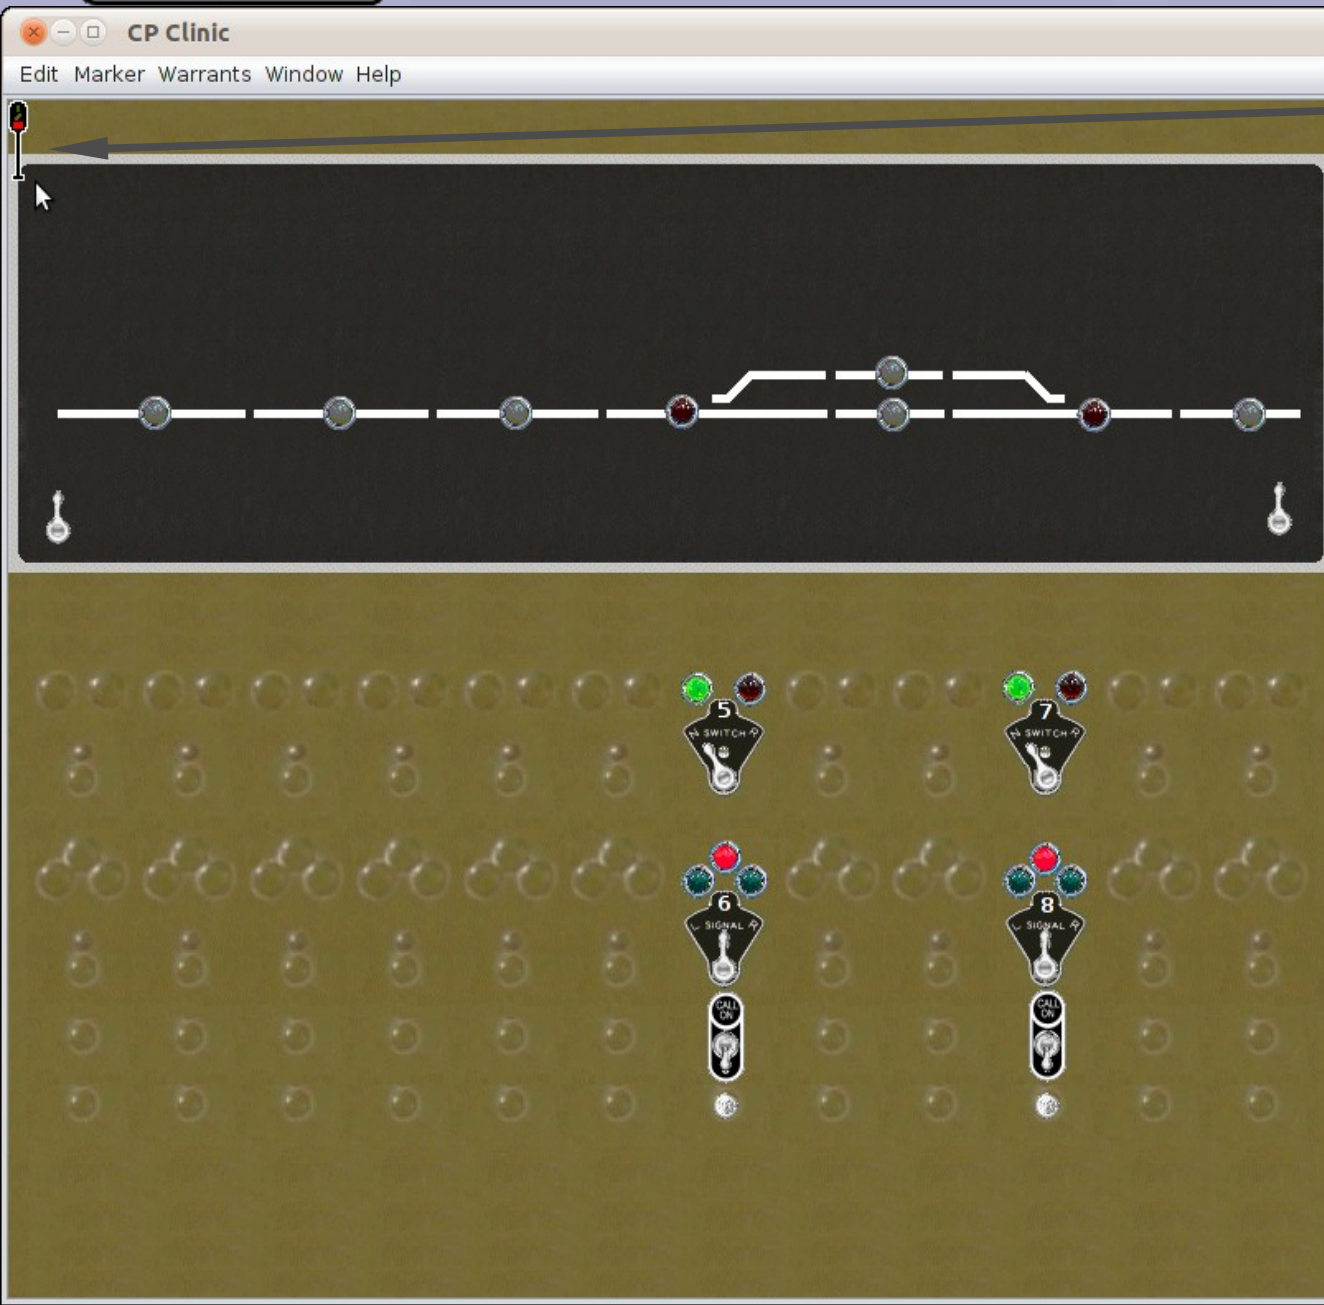 CP Clinic
Edit Marker Warrants Window Help
5 7
N SWITCH R N SWITCH R
6 8
L SIGNAL R L SIGNAL R
CALL ON CALL ON